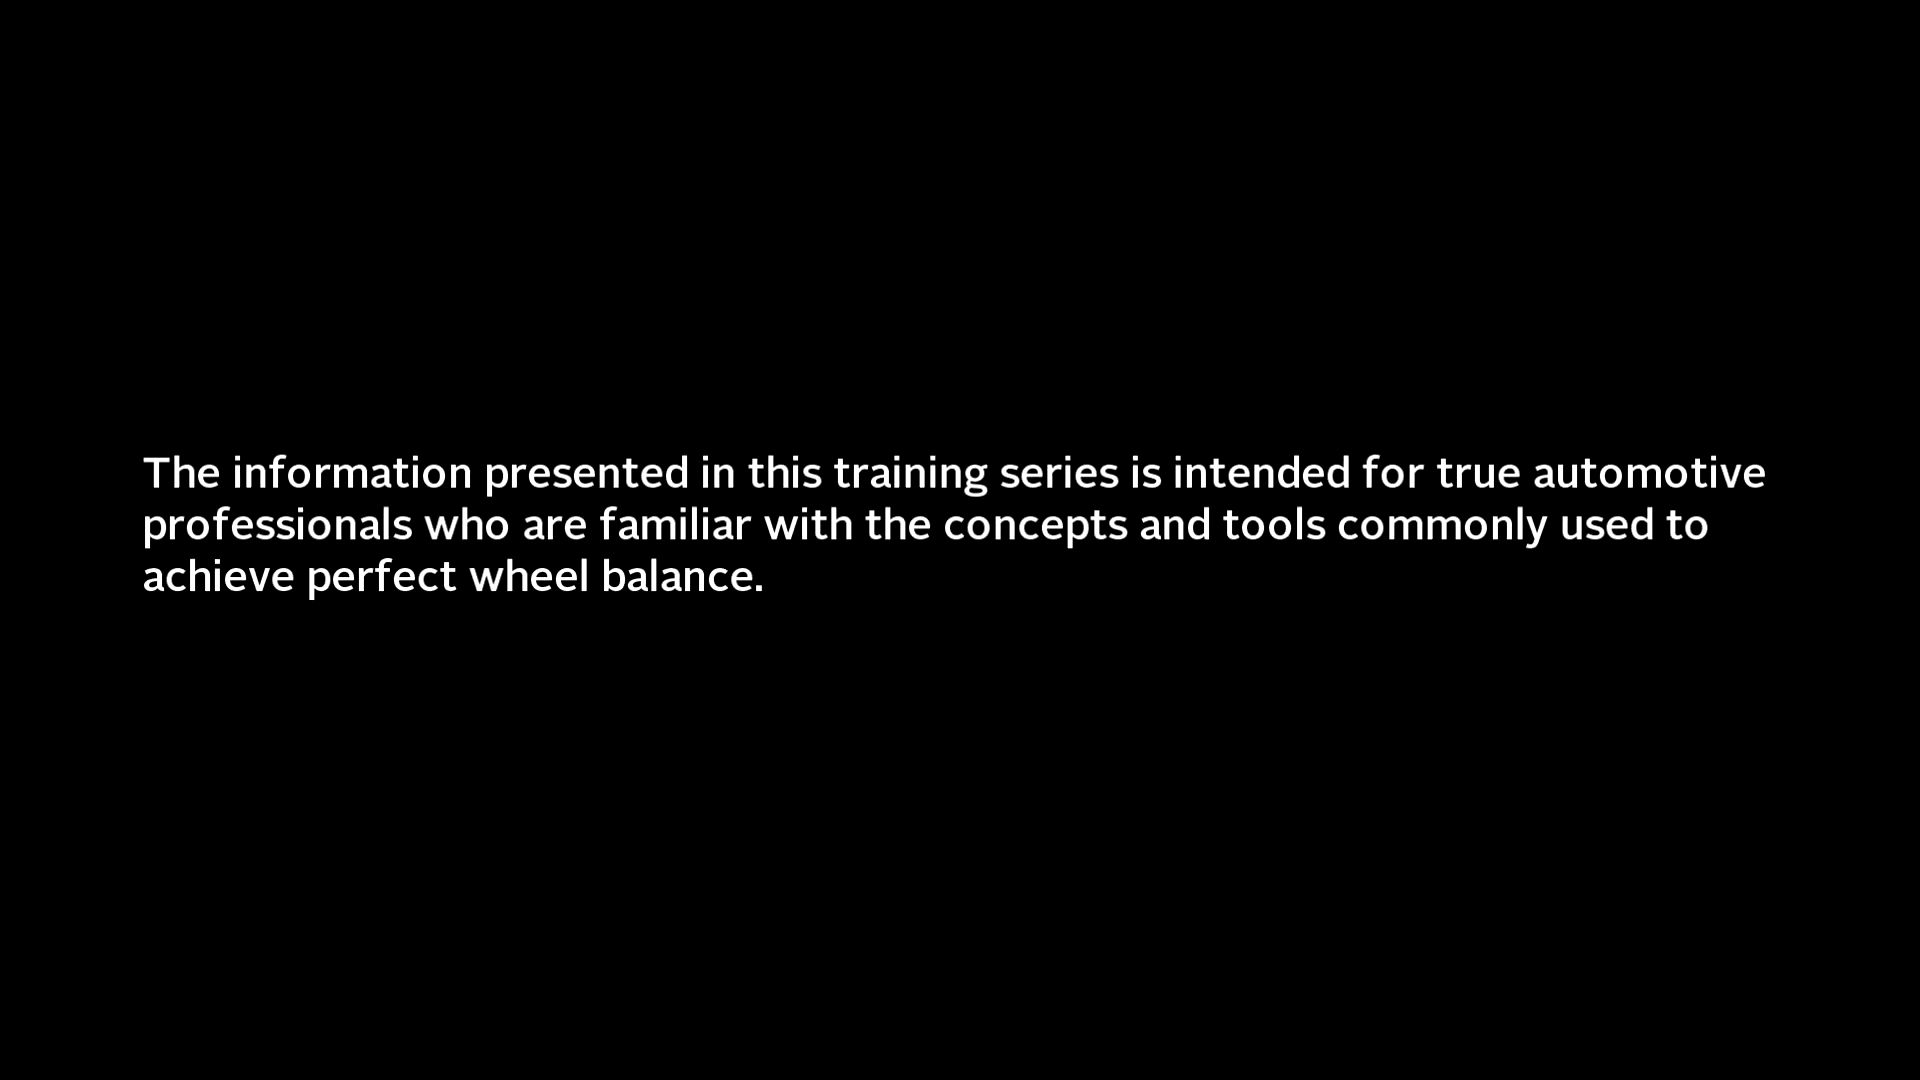 The information presented in this training series is intended for true automotive
professionals who are familiar with the concepts and tools commonly used to
achieve perfect wheel balance.